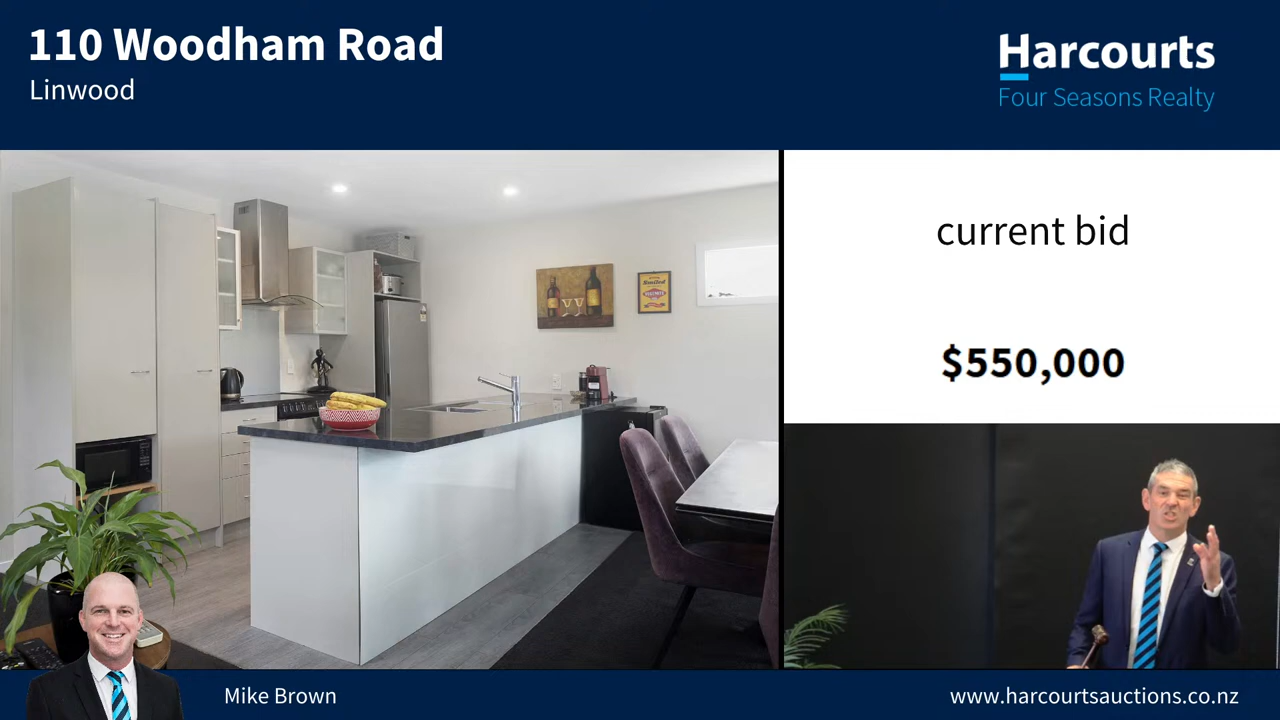 110 Woodham Road
Linwood
Harcourts
Four Seasons Realty
current bid
$550,000
Mike Brown
www.harcourtsauctions.co.nz